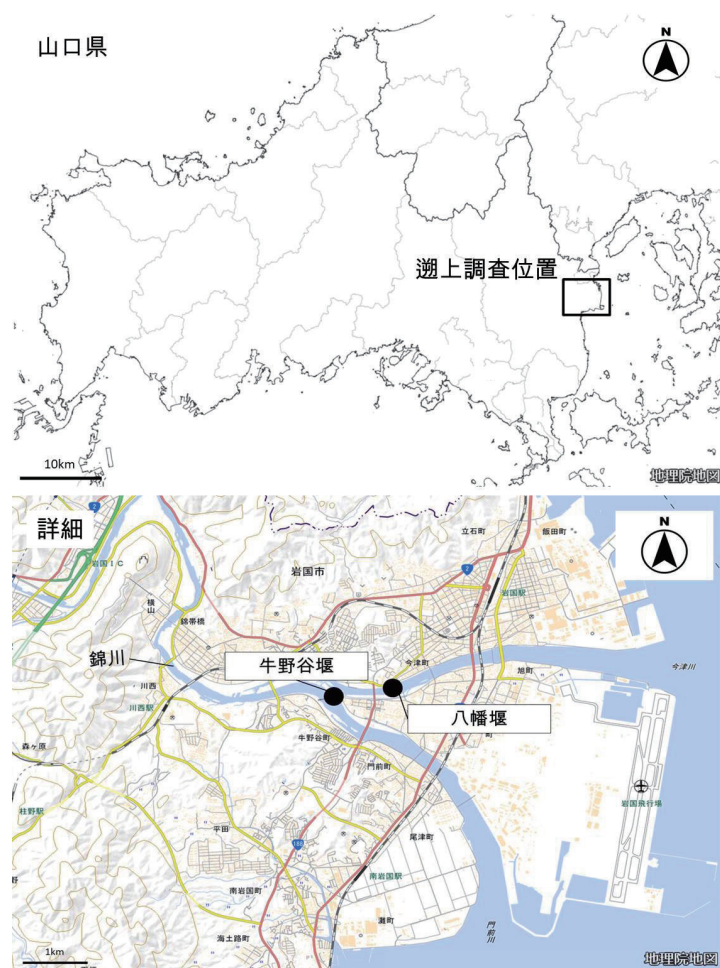 山口県
N
遡上調査位置
10km
地理院地図
詳細
N
2
立石町
飯田町
岩国IC
岩国市
2
岩国駅
横山
錦帯橋
錦川
牛野谷堰
今津町
旭町
今津川
川西
川西駅
八幡堰
森ヶ原
牛野谷町
門前町
柱野駅
岩国飛行場
平田
尾津町
188
南岩国町
南岩国駅
灘町
海土路町
門前川
1km
地理院地図